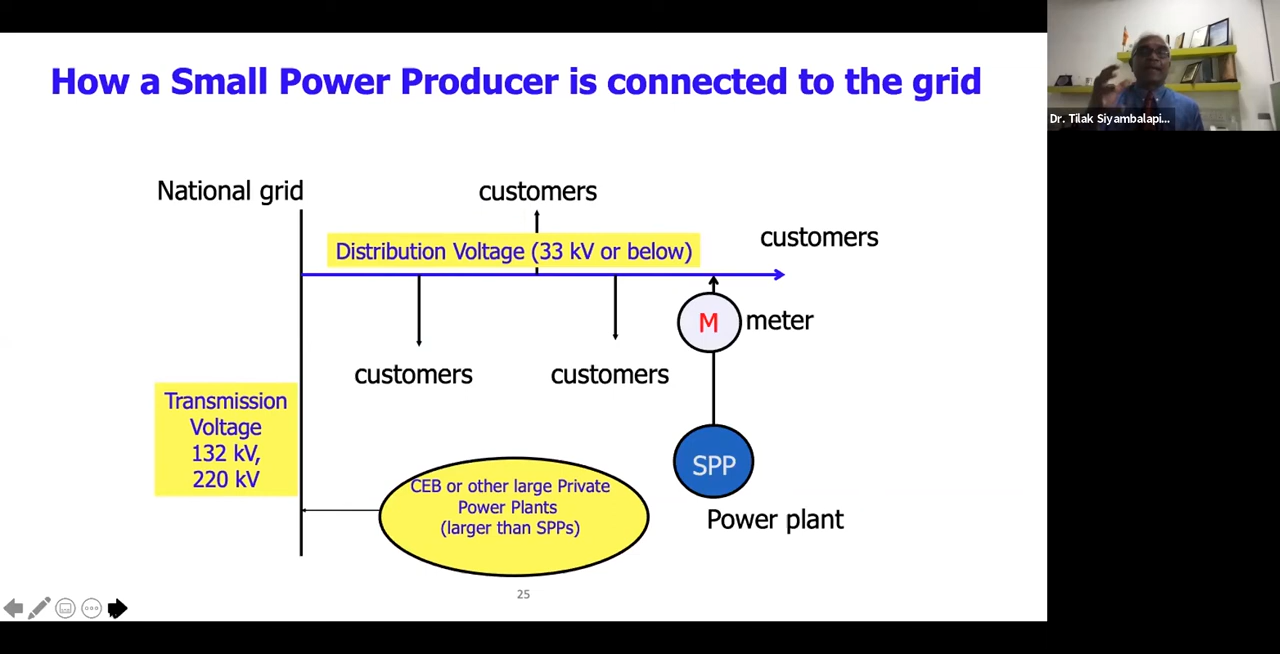 How a Small Power Producer is connected to the grid
Dr. Tilak Siyambalapi...
National grid
customers
customers
Distribution Voltage (33 kV or below)
M
meter
customers
customers
Transmission
Voltage
132 kV,
220 kV
SPP
CEB or other large Private
Power Plants
(larger than SPPs)
Power plant
25